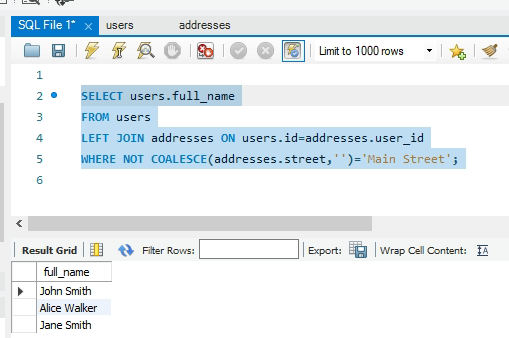 SQL File 1* × users addresses
Limit to 1000 rows
1
2 SELECT users.full_name
3 FROM users
4 LEFT JOIN addresses ON users.id=addresses.user_id
5 WHERE NOT COALESCE(addresses.street,'')='Main Street';
6
Result Grid Filter Rows: Export: Wrap Cell Content: IA
full_name
John Smith
Alice Walker
Jane Smith